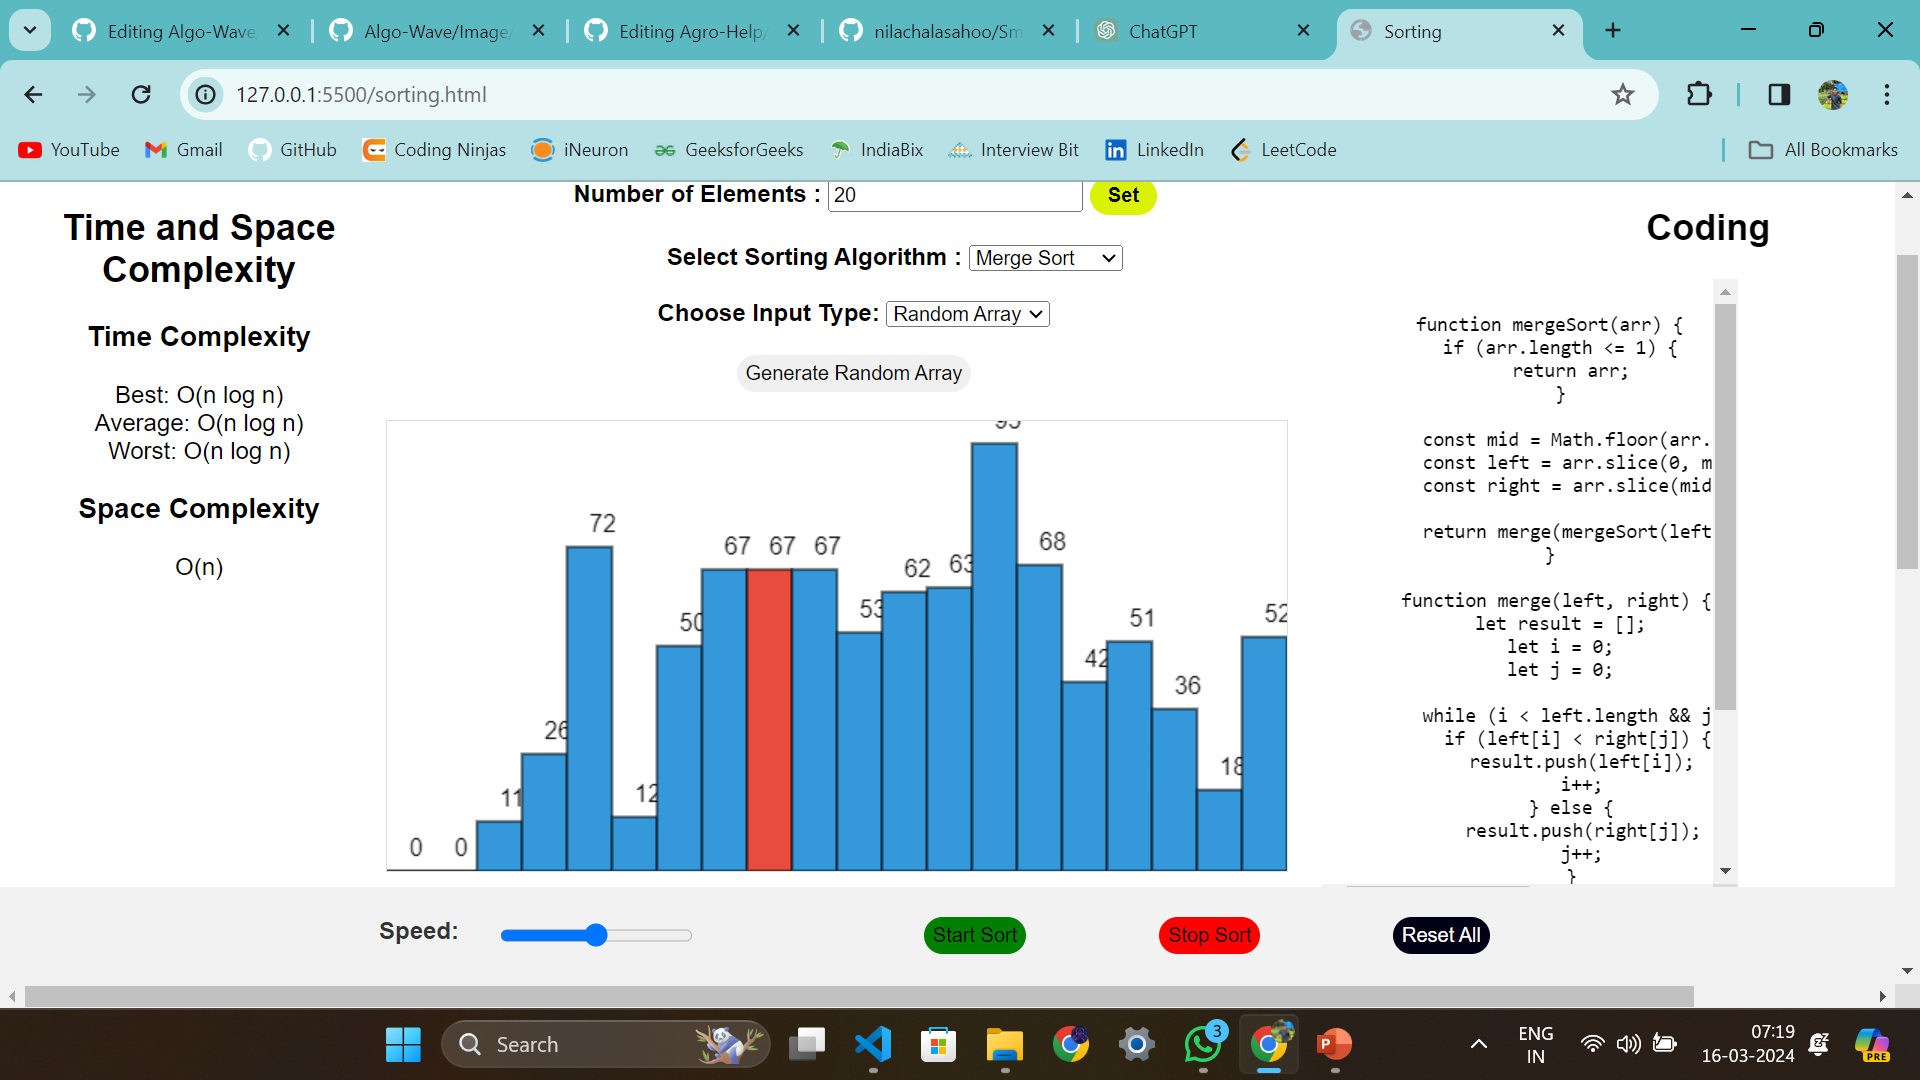 Editing Algo-Wave
Algo-Wave/Image/
Editing Agro-Help/
nilachalasahoo/Sm
ChatGPT
Sorting
127.0.0.1:5500/sorting.html
YouTube
Gmail
GitHub
Coding Ninjas
iNeuron
GeeksforGeeks
IndiaBix
Interview Bit
LinkedIn
LeetCode
All Bookmarks
Time and Space
Complexity
Time Complexity
Best: O(n log n)
Average: O(n log n)
Worst: O(n log n)
Space Complexity
O(n)
Number of Elements : 20 Set
Select Sorting Algorithm : Merge Sort
Choose Input Type: Random Array
Generate Random Array
0 0 11 26 72 12 50 67 67 67 53 62 63 95 68 42 51 36 18 52
Coding
function mergeSort(arr) {
if (arr.length <= 1) {
return arr;
}
const mid = Math.floor(arr.
const left = arr.slice(0, m
const right = arr.slice(mid
return merge(mergeSort(left
}
function merge(left, right) {
let result = [];
let i = 0;
let j = 0;
while (i < left.length && j
if (left[i] < right[j]) {
result.push(left[i]);
i++;
} else {
result.push(right[j]);
j++;
}
Speed:
Start Sort
Stop Sort
Reset All
Search
3
P
ENG
IN
07:19
16-03-2024
PRE